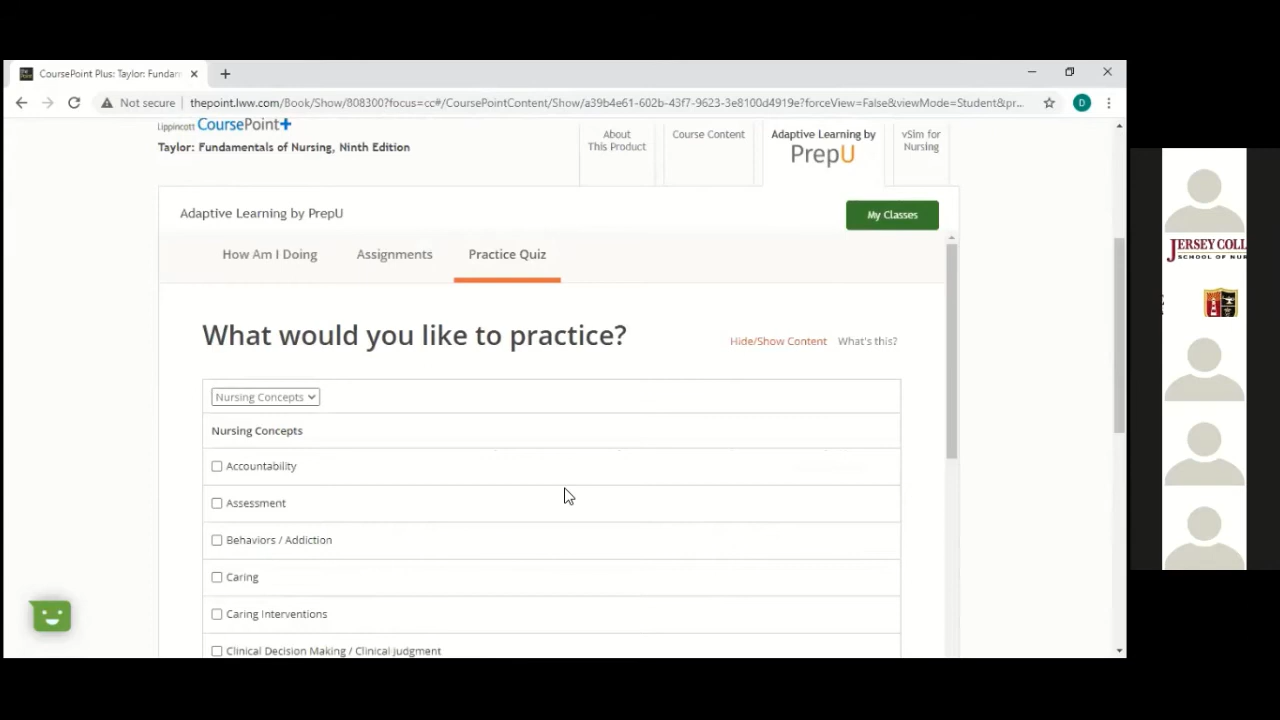 CoursePoint Plus: Taylor: Fundam
Not secure
thepoint.lww.com/Book/Show/808300?focus=cc#/CoursePointContent/Show/a39b4e61-602b-43f7-9623-3e8100d4919e?forceView=False&viewMode=Student&pr...
D
Lippincott CoursePoint+
Taylor: Fundamentals of Nursing, Ninth Edition
About
This Product
Course Content
Adaptive Learning by
PrepU
vSim for
Nursing
Adaptive Learning by PrepU
My Classes
How Am I Doing
Assignments
Practice Quiz
What would you like to practice?
Hide/Show Content
What's this?
Nursing Concepts
Nursing Concepts
Accountability
Assessment
Behaviors / Addiction
Caring
Caring Interventions
Clinical Decision Making / Clinical judgment
JERSEY COLL
SCHOOL OF NUR